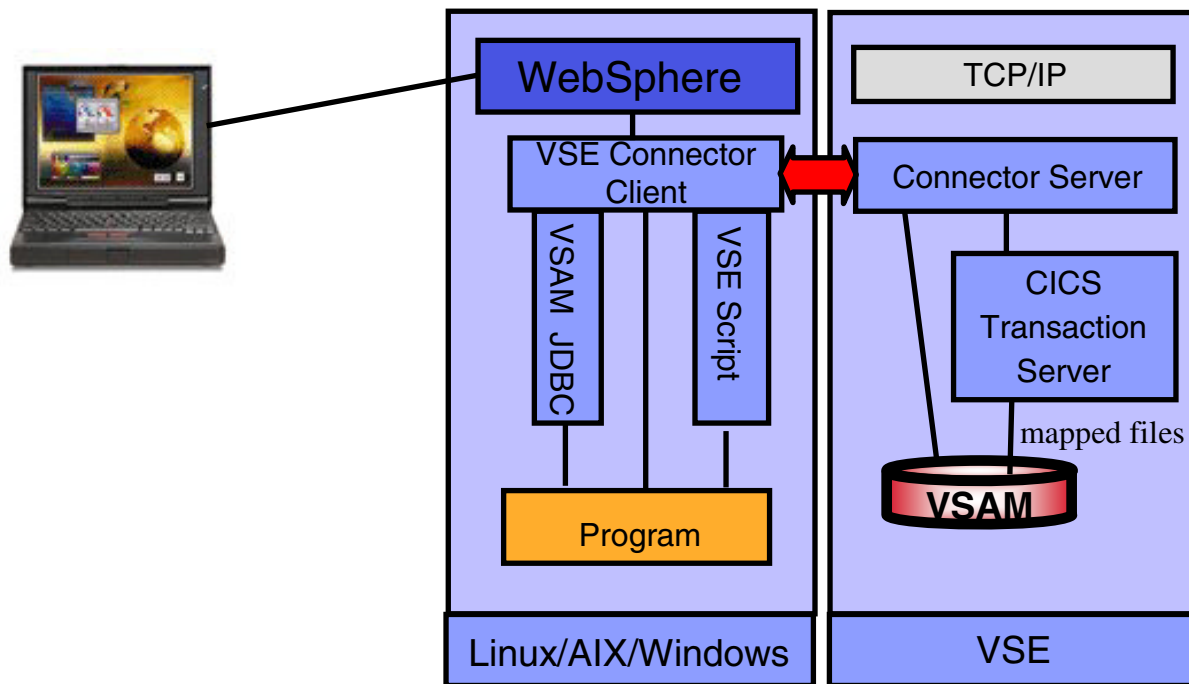 WebSphere
VSE Connector
Client
VSAM JDBC
VSE Script
Program
Linux/AIX/Windows
TCP/IP
Connector Server
CICS
Transaction
Server
mapped files
VSAM
VSE